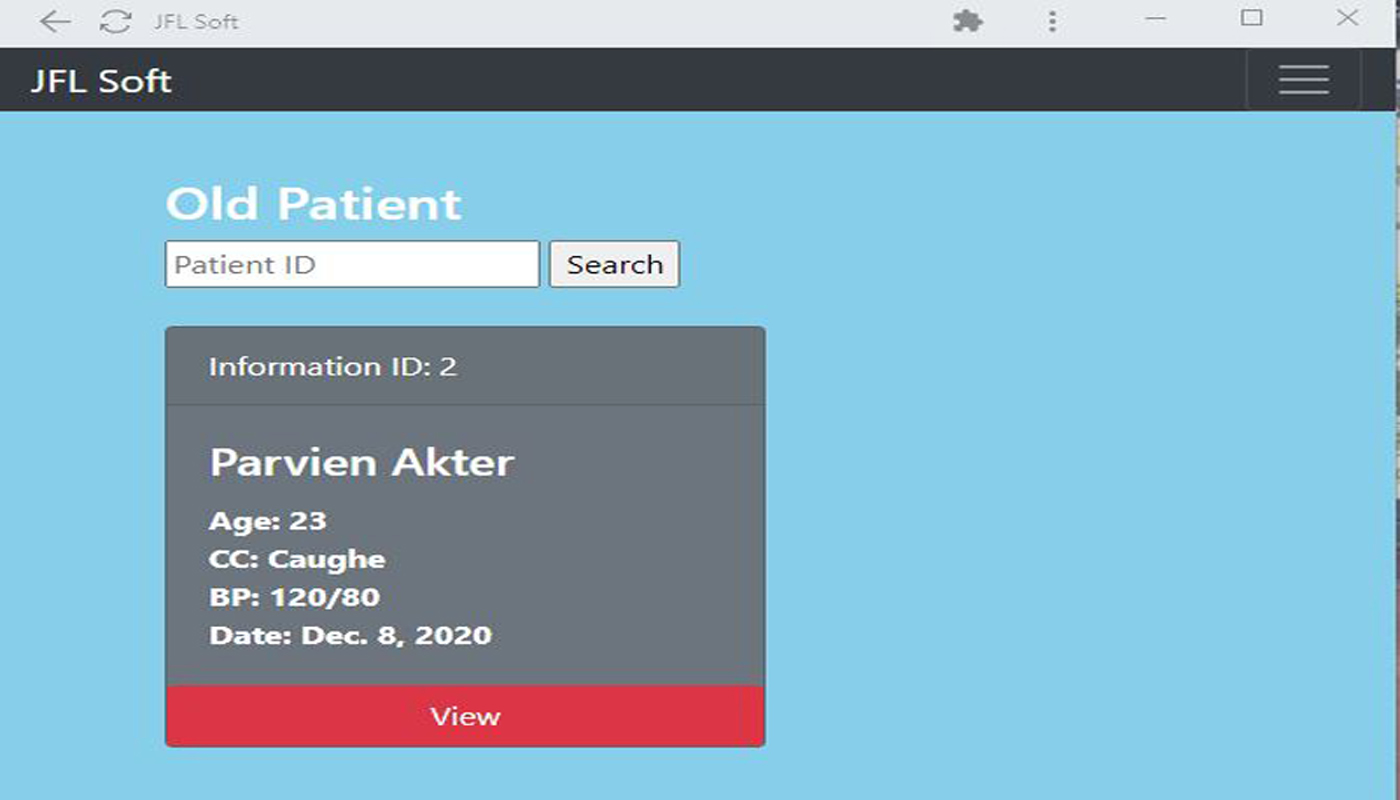 JFL Soft
JFL Soft
Old Patient
Patient ID Search
Information ID: 2
Parvien Akter
Age: 23
CC: Caughe
BP: 120/80
Date: Dec. 8, 2020
View